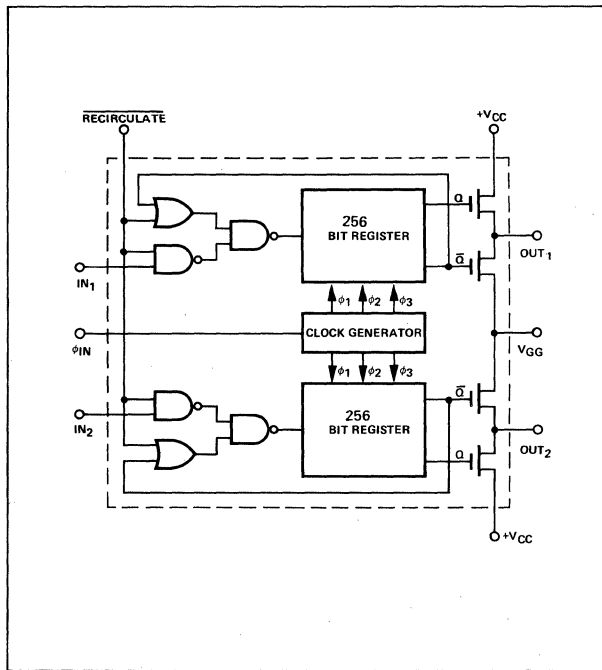 RECIRCULATE
+VCC
Q
256
BIT REGISTER
Q̅
OUT1
IN1
ϕ1 ϕ2 ϕ3
ϕIN
CLOCK GENERATOR
VGG
ϕ1 ϕ2 ϕ3
Q̅
256
BIT REGISTER
IN2
OUT2
Q
+VCC